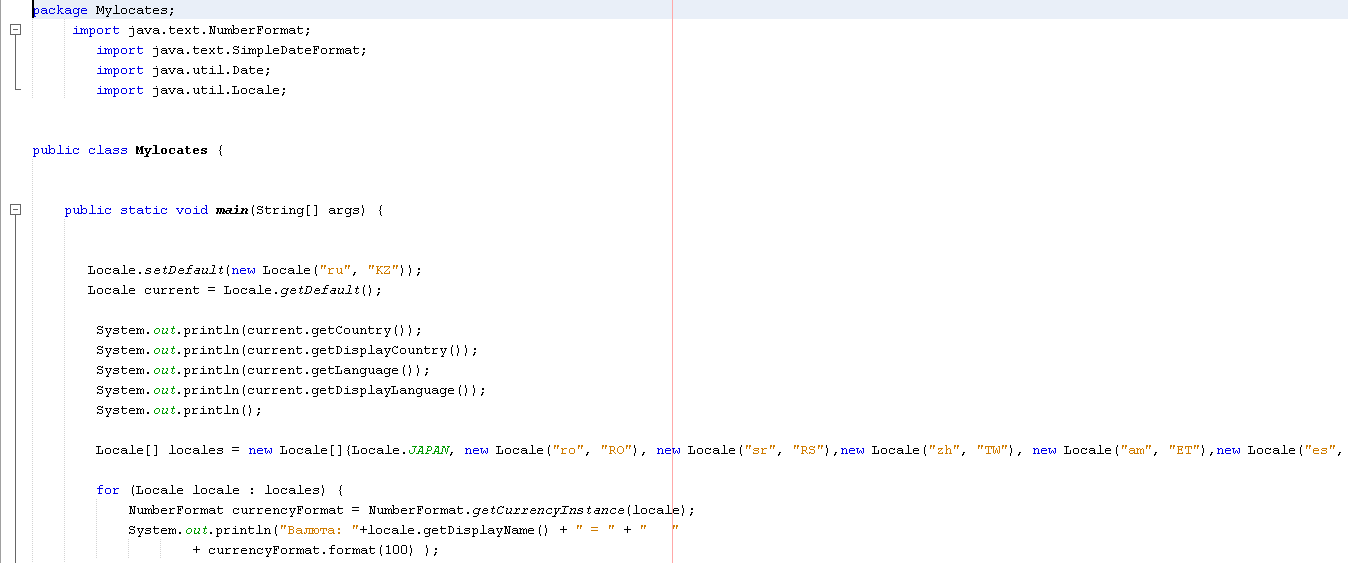 package Mylocates;
import java.text.NumberFormat;
import java.text.SimpleDateFormat;
import java.util.Date;
import java.util.Locale;
public class Mylocates {
public static void main(String[] args) {
Locale.setDefault(new Locale("ru", "KZ"));
Locale current = Locale.getDefault();
System.out.println(current.getCountry());
System.out.println(current.getDisplayCountry());
System.out.println(current.getLanguage());
System.out.println(current.getDisplayLanguage());
System.out.println();
Locale[] locales = new Locale[]{Locale.JAPAN, new Locale("ro", "RO"), new Locale("sr", "RS"),new Locale("zh", "TW"), new Locale("am", "ET"),new Locale("es",
for (Locale locale : locales) {
NumberFormat currencyFormat = NumberFormat.getCurrencyInstance(locale);
System.out.println("Валюта: "+locale.getDisplayName() + " = " + "   "
+ currencyFormat.format(100) );